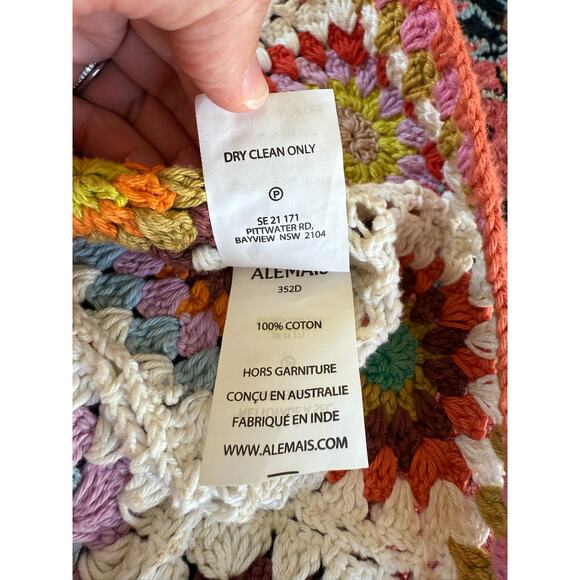 DRY CLEAN ONLY
P
SE 21 171
PITTWATER RD,
BAYVIEW NSW 2104
ALEMAIS
352D
100% COTON
HORS GARNITURE
CONÇU EN AUSTRALIE
FABRIQUÉ EN INDE
WWW.ALEMAIS.COM